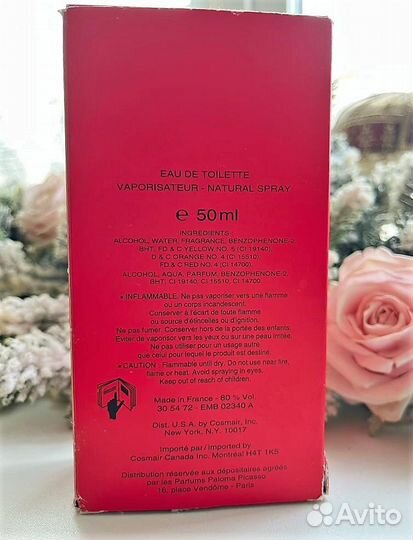 EAU DE TOILETTE
VAPORISATEUR - NATURAL SPRAY
e 50 ml
INGREDIENTS :
ALCOHOL, WATER, FRAGRANCE, BENZOPHENONE-2,
BHT, FD & C YELLOW NO. 5 (CI 19140),
D & C ORANGE NO. 4 (CI 15510),
FD & C RED NO. 4 (CI 14700).
ALCOHOL, AQUA, PARFUM, BENZOPHENONE-2,
BHT, CI 19140, CI 15510, CI 14700.
• INFLAMMABLE. Ne pas vaporiser vers une flamme
ou un corps incandescent.
Conserver à l'écart de toute flamme
ou source d'étincelles ou d'ignition.
Ne pas fumer. Conserver hors de la portée des enfants.
Eviter de vaporiser vers les yeux ou sur une peau irritée.
Ne pas utiliser pour un usage autre
que celui pour lequel le produit est destiné.
• CAUTION : Flammable until dry. Do not use near fire,
flame or heat. Avoid spraying in eyes.
Keep out of reach of children.
Made in France - 80 % Vol.
30 54 72 - EMB 02340 A
Dist. U.S.A. by Cosmair, Inc.
New York, N.Y. 10017
Importé par / Imported by
Cosmair Canada Inc. Montréal H4T 1K5
Distribution réservée aux dépositaires agréés
par les Parfums Paloma Picasso
16, place Vendôme - Paris
Avito